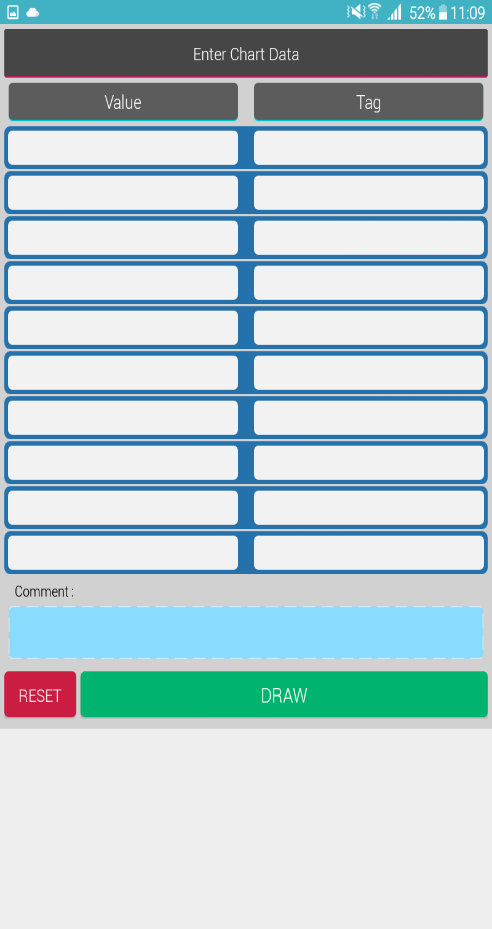 52% 11:09
Enter Chart Data
Value Tag
Comment :
RESET DRAW